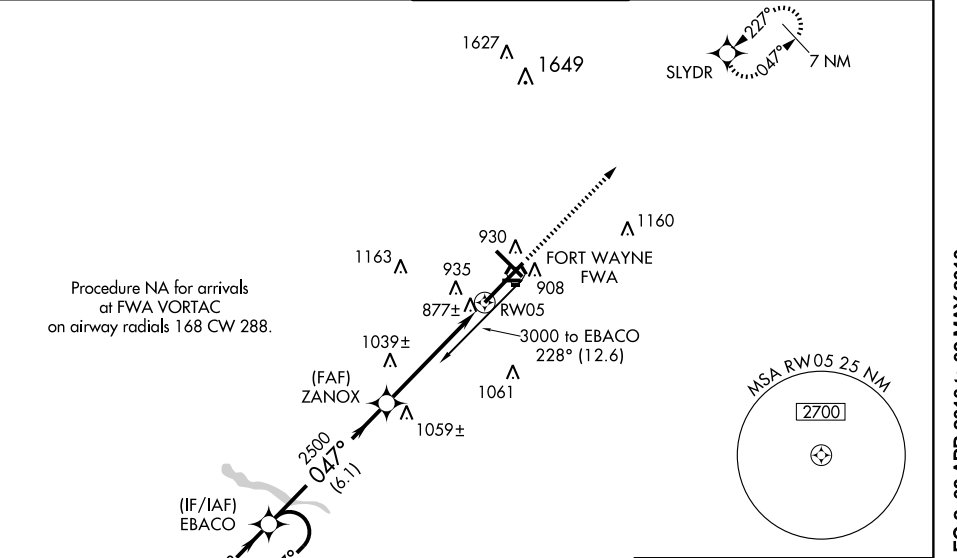 1627
1649
SLYDR
227°
047°
7 NM
1160
930
FORT WAYNE
FWA
1163
935
908
877±
RW05
Procedure NA for arrivals
at FWA VORTAC
on airway radials 168 CW 288.
3000 to EBACO
228° (12.6)
1039±
1061
(FAF)
ZANOX
1059±
2500
047°
(6.1)
(IF/IAF)
EBACO
MSA RW05 25 NM
2700